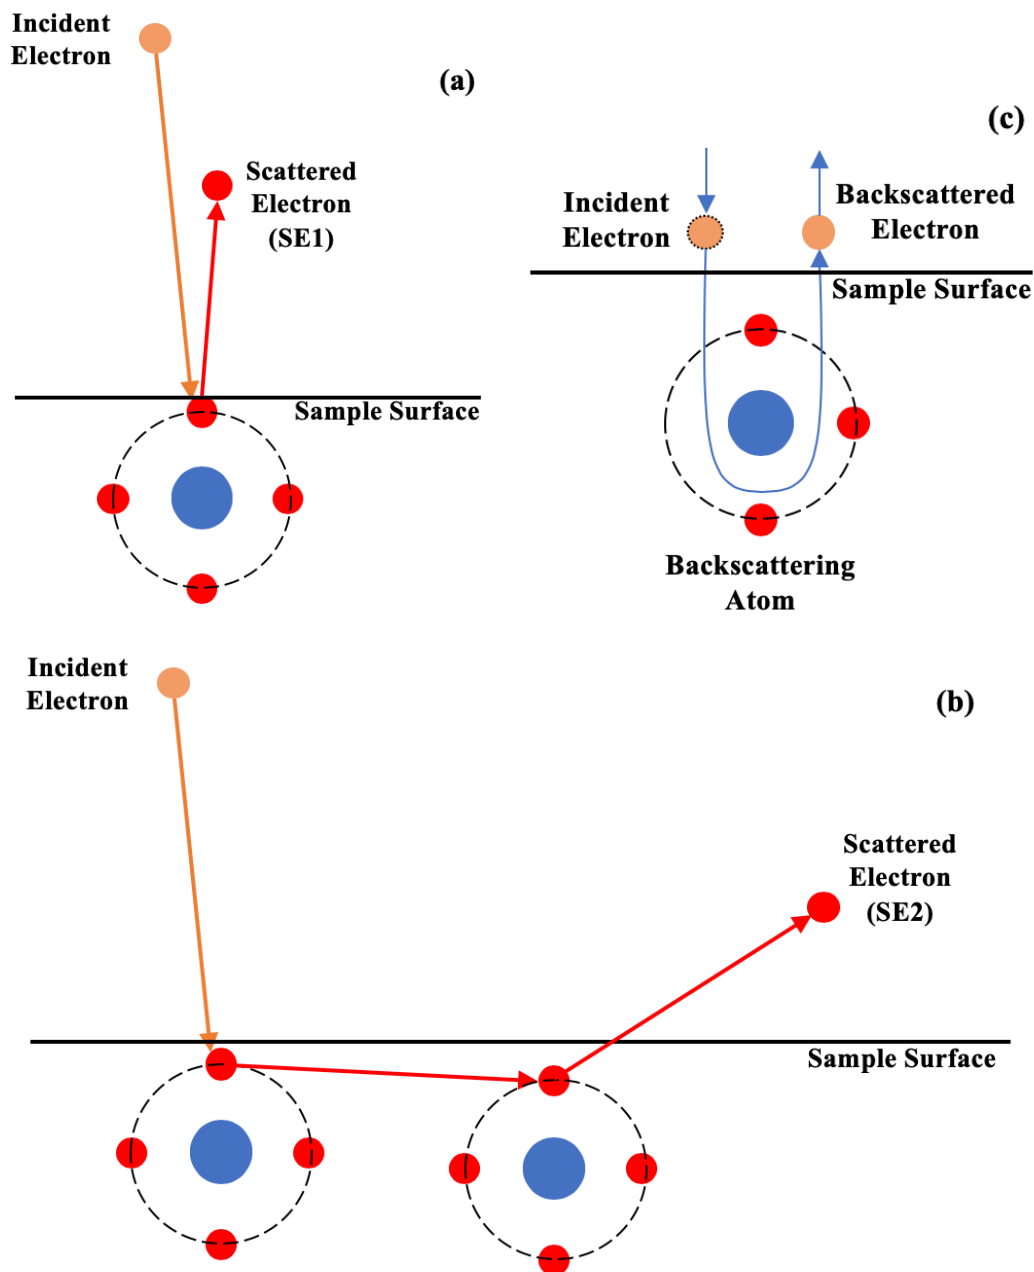 Incident
Electron
(a)
Scattered
Electron
(SE1)
Sample Surface
(c)
Incident
Electron
Backscattered
Electron
Sample Surface
Backscattering
Atom
Incident
Electron
(b)
Scattered
Electron
(SE2)
Sample Surface